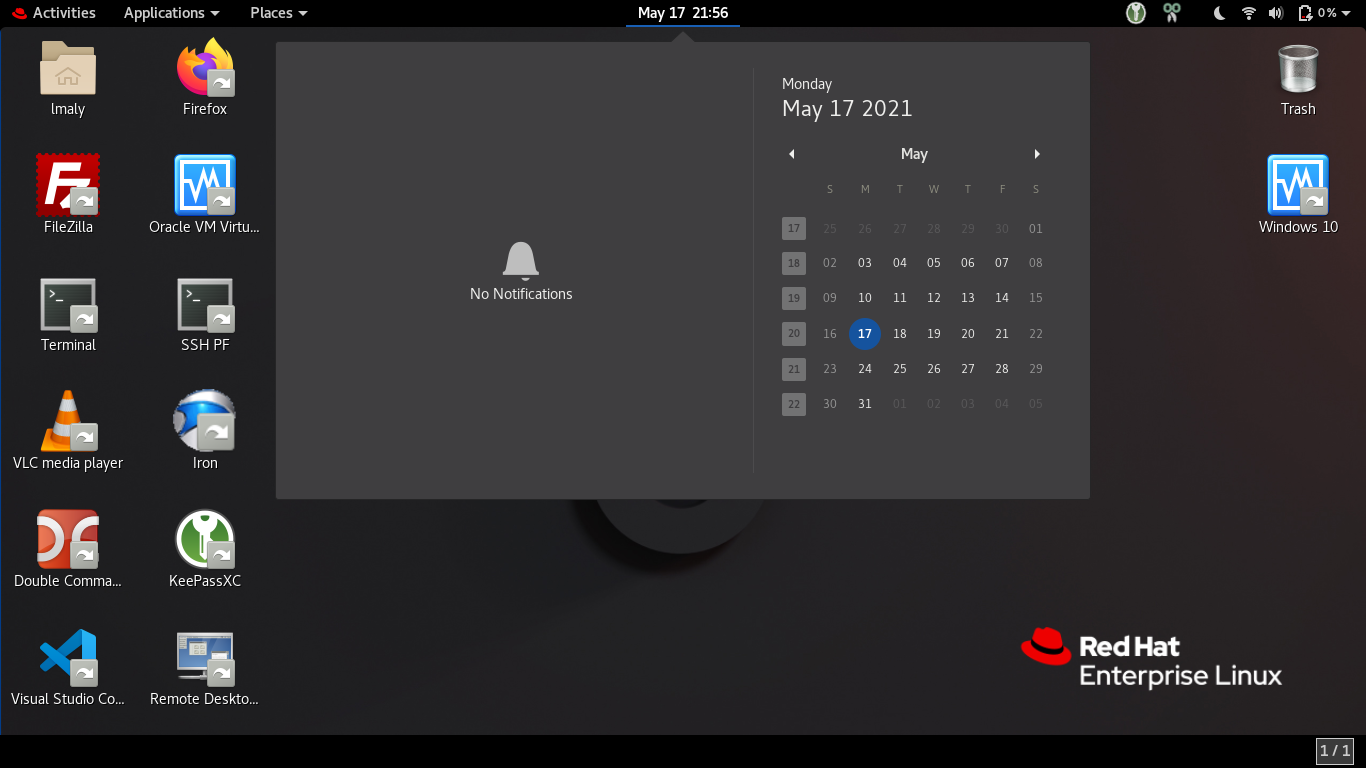 Activities Applications Places May 17 21:56 0%
lmaly
Firefox
Trash
FileZilla
Oracle VM Virtu...
Windows 10
Terminal
SSH PF
VLC media player
Iron
Double Comma...
KeePassXC
Visual Studio Co...
Remote Deskto...
No Notifications
Monday
May 17 2021
May
S M T W T F S
17 25 26 27 28 29 30 01
18 02 03 04 05 06 07 08
19 09 10 11 12 13 14 15
20 16 17 18 19 20 21 22
21 23 24 25 26 27 28 29
22 30 31 01 02 03 04 05
Red Hat
Enterprise Linux
1 / 1